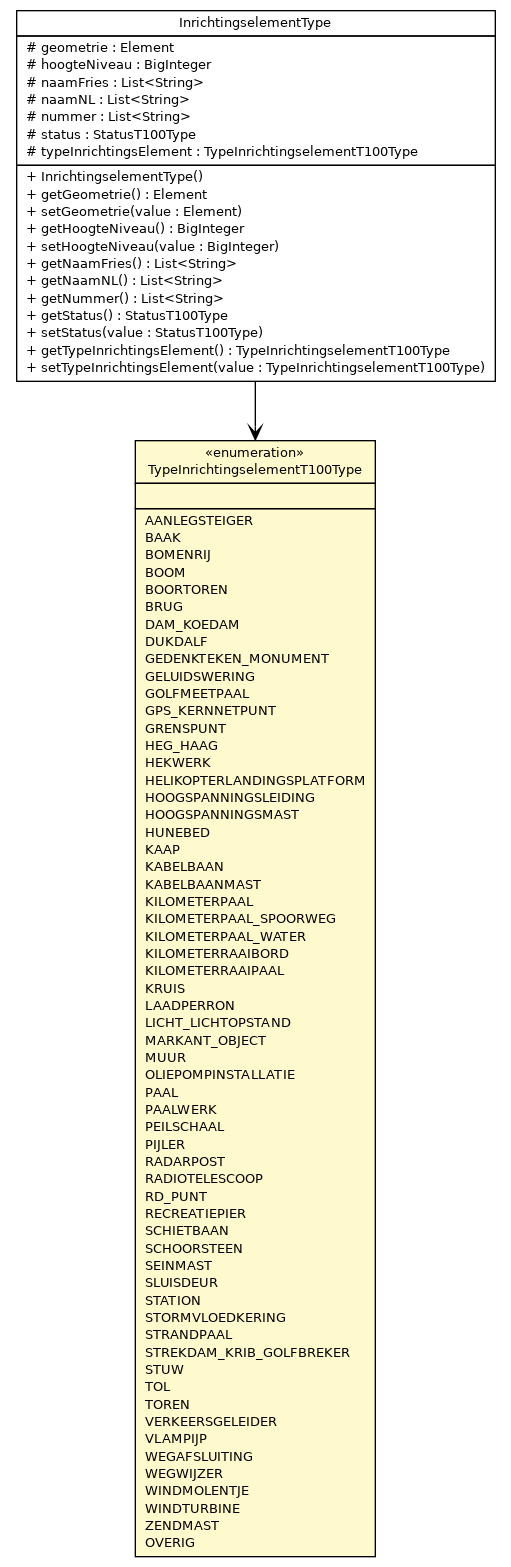 InrichtingselementType
# geometrie : Element
# hoogteNiveau : BigInteger
# naamFries : List<String>
# naamNL : List<String>
# nummer : List<String>
# status : StatusT100Type
# typeInrichtingsElement : TypeInrichtingselementT100Type
+ InrichtingselementType()
+ getGeometrie() : Element
+ setGeometrie(value : Element)
+ getHoogteNiveau() : BigInteger
+ setHoogteNiveau(value : BigInteger)
+ getNaamFries() : List<String>
+ getNaamNL() : List<String>
+ getNummer() : List<String>
+ getStatus() : StatusT100Type
+ setStatus(value : StatusT100Type)
+ getTypeInrichtingsElement() : TypeInrichtingselementT100Type
+ setTypeInrichtingsElement(value : TypeInrichtingselementT100Type)
«enumeration»
TypeInrichtingselementT100Type
AANLEGSTEIGER
BAAK
BOMENRIJ
BOOM
BOORTOREN
BRUG
DAM_KOEDAM
DUKDALF
GEDENKTEKEN_MONUMENT
GELUIDSWERING
GOLFMEETPAAL
GPS_KERNNETPUNT
GRENSPUNT
HEG_HAAG
HEKWERK
HELIKOPTERLANDINGSPLATFORM
HOOGSPANNINGSLEIDING
HOOGSPANNINGSMAST
HUNEBED
KAAP
KABELBAAN
KABELBAANMAST
KILOMETERPAAL
KILOMETERPAAL_SPOORWEG
KILOMETERPAAL_WATER
KILOMETERRAAIBORD
KILOMETERRAAIPAAL
KRUIS
LAADPERRON
LICHT_LICHTOPSTAND
MARKANT_OBJECT
MUUR
OLIEPOMPINSTALLATIE
PAAL
PAALWERK
PEILSCHAAL
PIJLER
RADARPOST
RADIOTELESCOOP
RD_PUNT
RECREATIEPIER
SCHIETBAAN
SCHOORSTEEN
SEINMAST
SLUISDEUR
STATION
STORMVLOEDKERING
STRANDPAAL
STREKDAM_KRIB_GOLFBREKER
STUW
TOL
TOREN
VERKEERSGELEIDER
VLAMPIJP
WEGAFSLUITING
WEGWIJZER
WINDMOLENTJE
WINDTURBINE
ZENDMAST
OVERIG